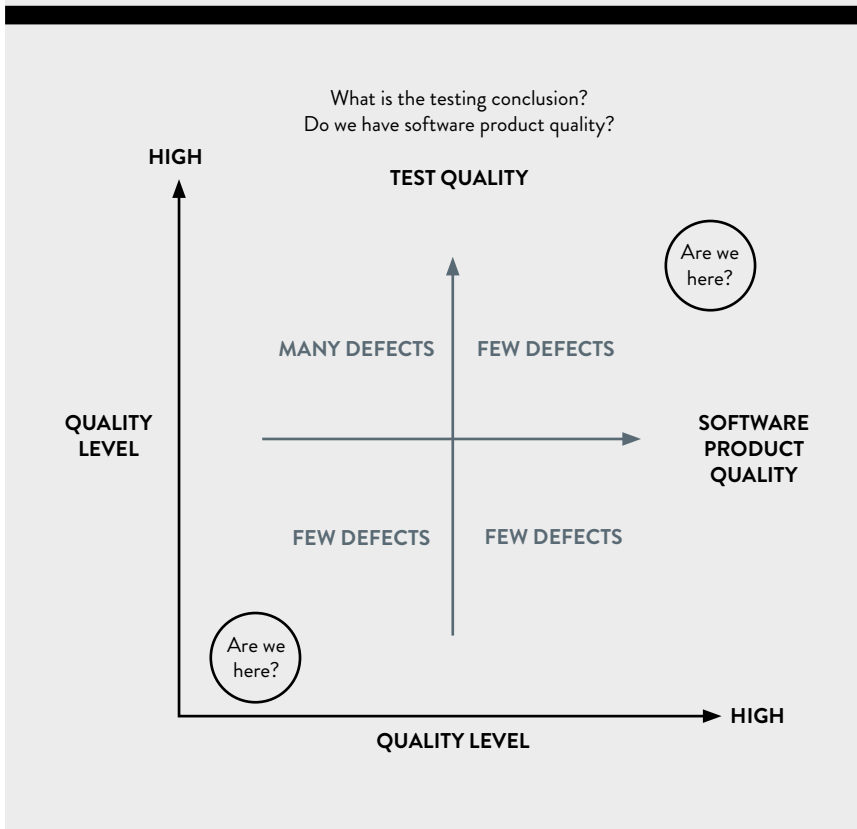 What is the testing conclusion?
Do we have software product quality?
HIGH
TEST QUALITY
Are we
here?
MANY DEFECTS
FEW DEFECTS
QUALITY
LEVEL
SOFTWARE
PRODUCT
QUALITY
FEW DEFECTS
FEW DEFECTS
Are we
here?
HIGH
QUALITY LEVEL